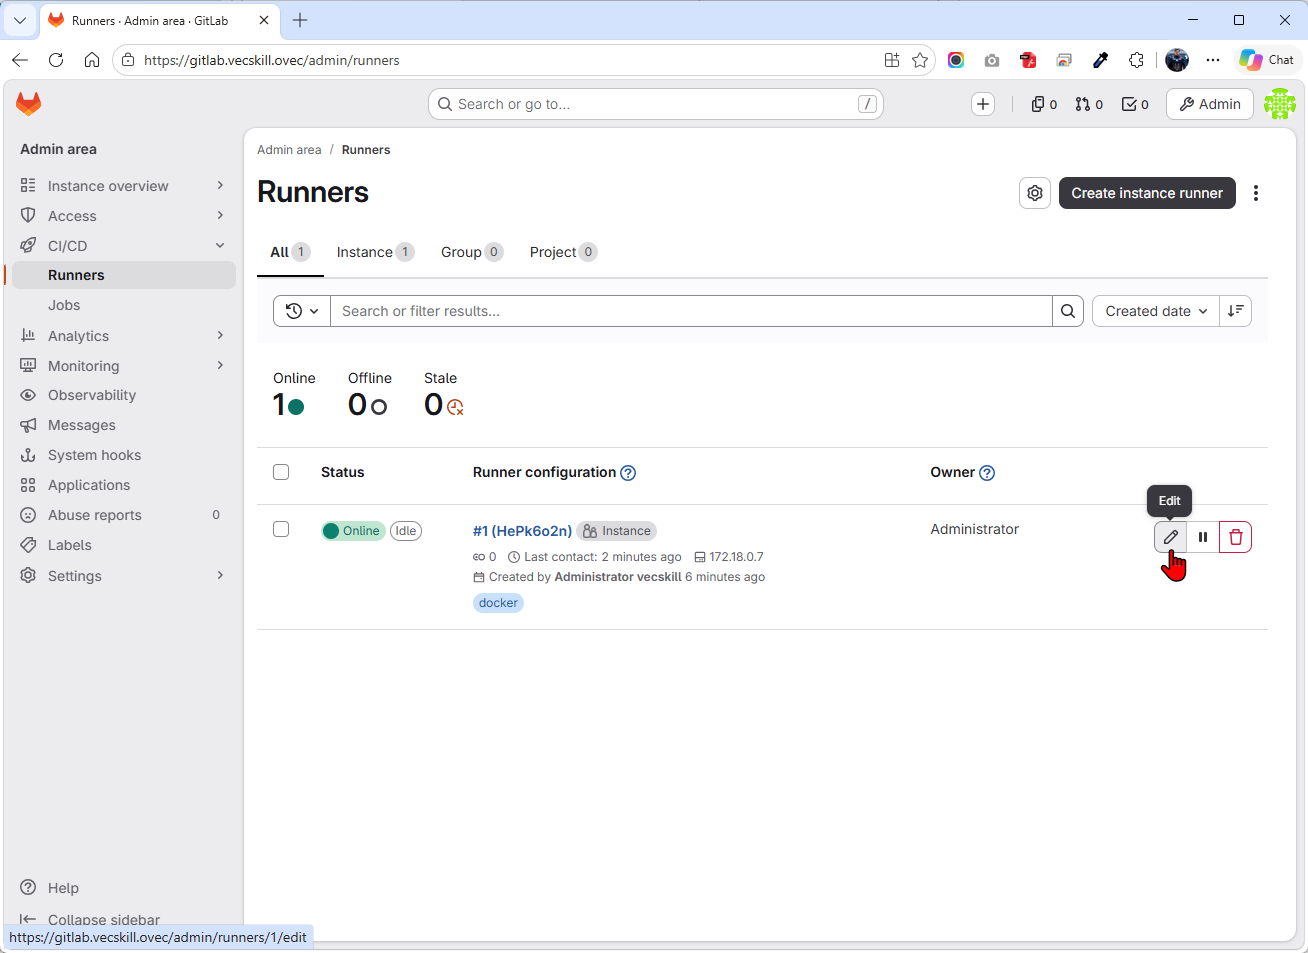 Runners · Admin area · GitLab
https://gitlab.vecskill.ovec/admin/runners
Chat
Search or go to...
/
0
0
0
Admin
Admin area
Instance overview
Access
CI/CD
Runners
Jobs
Analytics
Monitoring
Observability
Messages
System hooks
Applications
Abuse reports 0
Labels
Settings
Help
Collapse sidebar
https://gitlab.vecskill.ovec/admin/runners/1/edit
Admin area / Runners
Runners
Create instance runner
All 1 Instance 1 Group 0 Project 0
Search or filter results...
Created date
Online Offline Stale
1 0 0
Status Runner configuration Owner
Edit
Online Idle #1 (HePk6o2n) Instance Administrator
0 Last contact: 2 minutes ago 172.18.0.7
Created by Administrator vecskill 6 minutes ago
docker